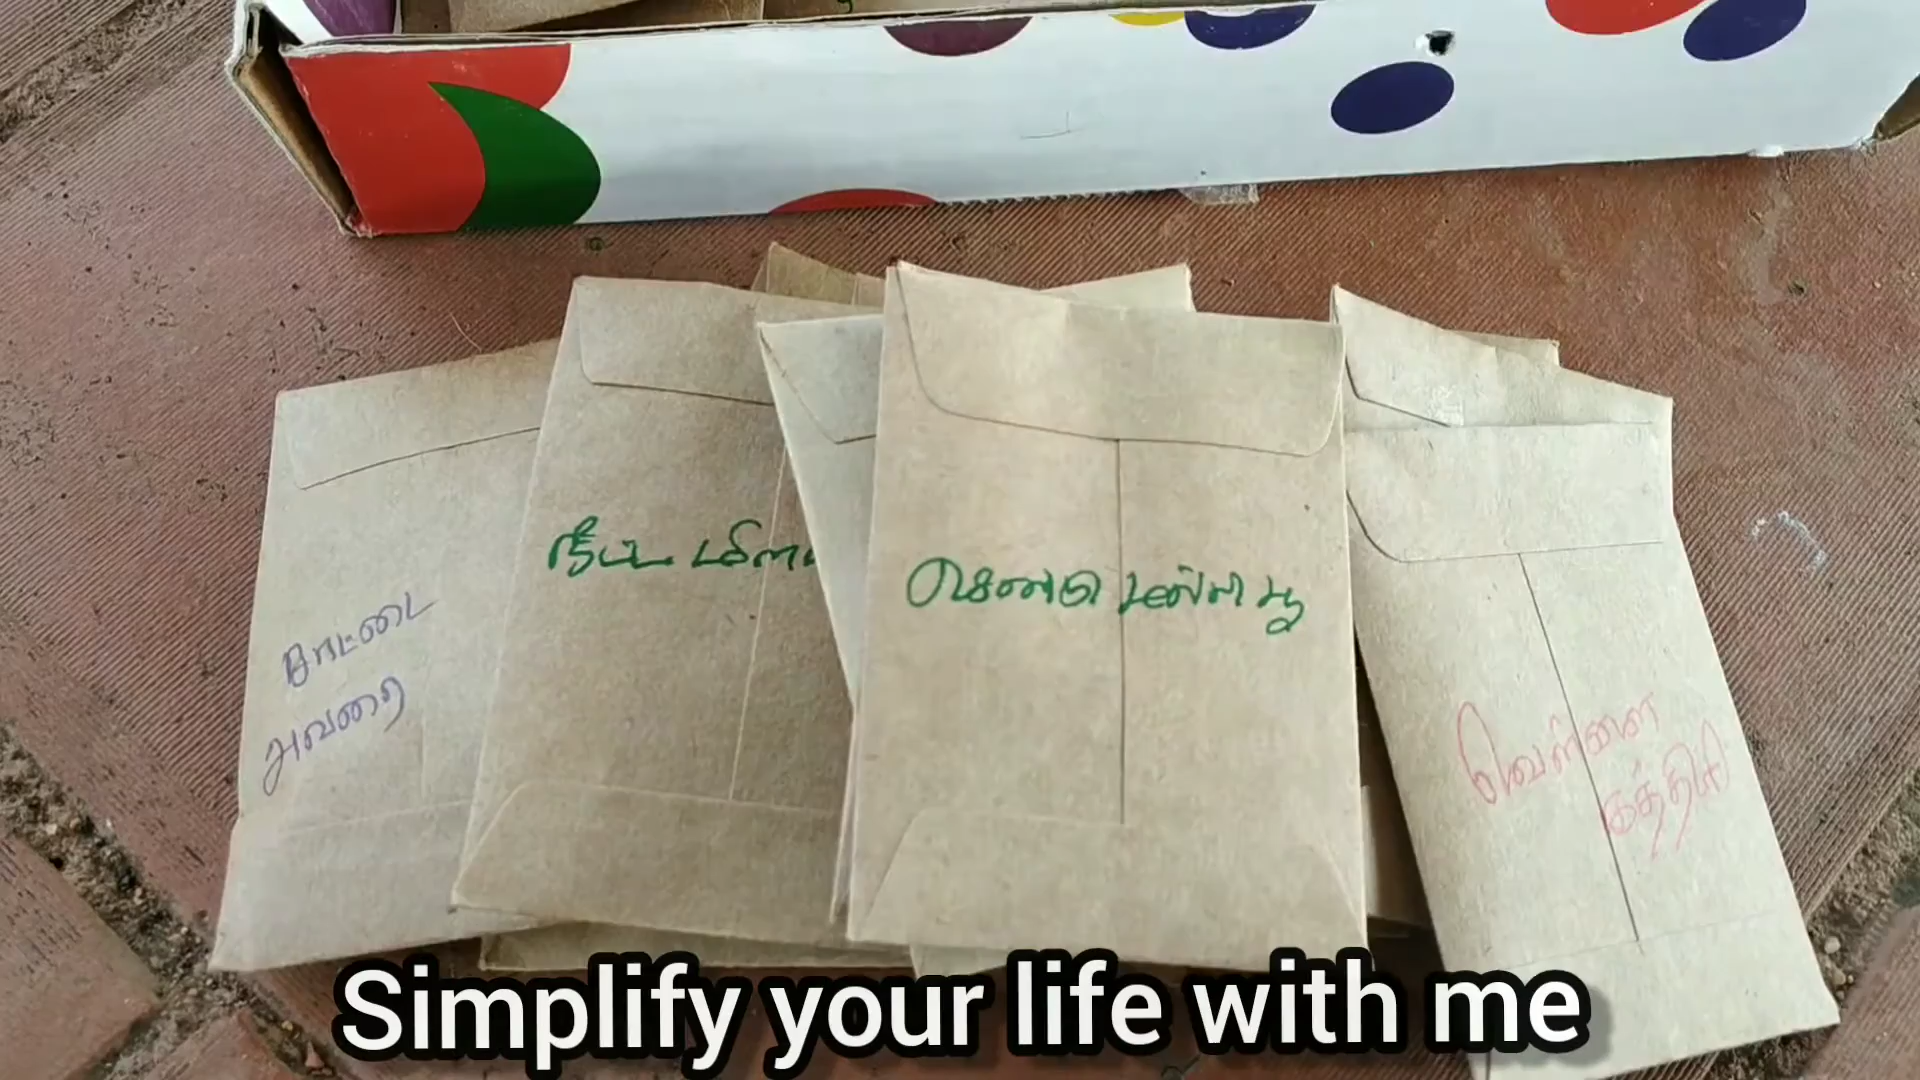 காட்டை
அவரை
நீட்ட
செண்டு மல்லி பூ
வெள்ளை
கத்திரி
Simplify your life with me